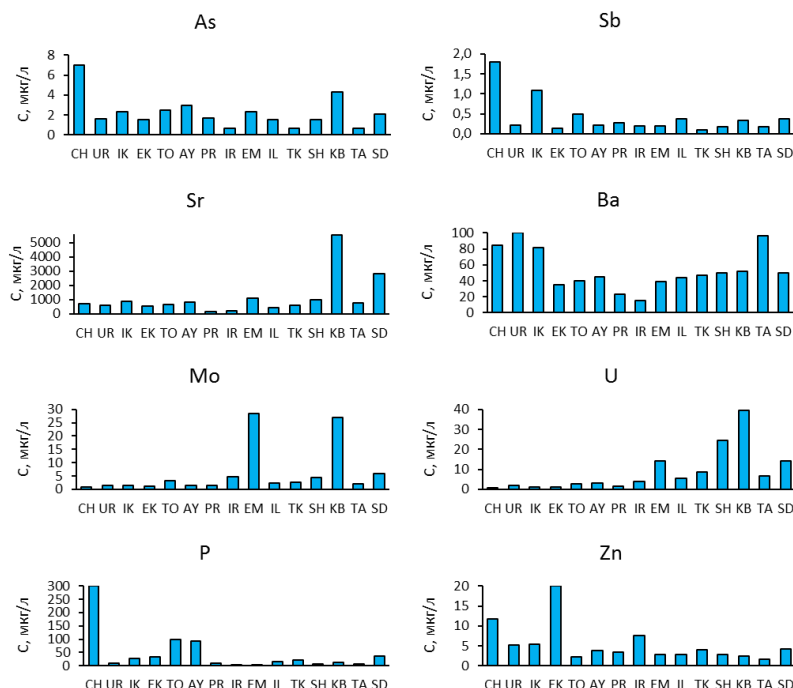 As
8
6
4
2
0
С, мкг/л
CH UR IK EK TO AY PR IR EM IL TK SH KB TA SD
Sb
2,0
1,5
1,0
0,5
0,0
С, мкг/л
CH UR IK EK TO AY PR IR EM IL TK SH KB TA SD
Sr
5000
4000
3000
2000
1000
0
С, мкг/л
CH UR IK EK TO AY PR IR EM IL TK SH KB TA SD
Ba
100
80
60
40
20
0
С, мкг/л
CH UR IK EK TO AY PR IR EM IL TK SH KB TA SD
Mo
30
25
20
15
10
5
0
С, мкг/л
CH UR IK EK TO AY PR IR EM IL TK SH KB TA SD
U
40
30
20
10
0
С, мкг/л
CH UR IK EK TO AY PR IR EM IL TK SH KB TA SD
P
300
250
200
150
100
50
0
С, мкг/л
CH UR IK EK TO AY PR IR EM IL TK SH KB TA SD
Zn
20
15
10
5
0
С, мкг/л
CH UR IK EK TO AY PR IR EM IL TK SH KB TA SD